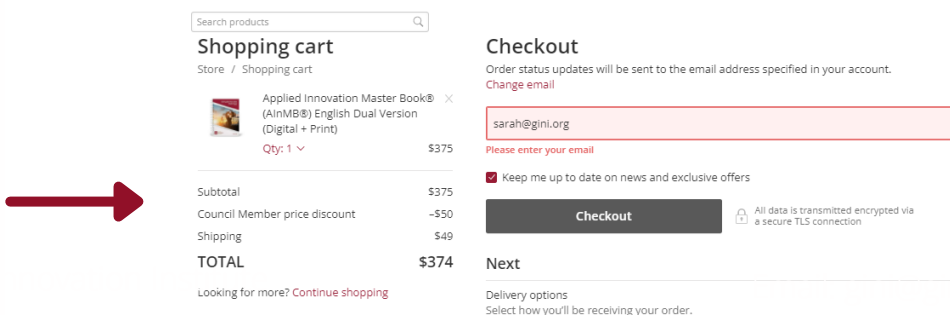 Search products
Shopping cart
Store / Shopping cart
Applied Innovation Master Book®
(AInMB®) English Dual Version
(Digital + Print)
Qty: 1
$375
Subtotal $375
Council Member price discount –$50
Shipping $49
TOTAL $374
Looking for more? Continue shopping
Checkout
Order status updates will be sent to the email address specified in your account.
Change email
sarah@gini.org
Please enter your email
Keep me up to date on news and exclusive offers
Checkout
All data is transmitted encrypted via
a secure TLS connection
Next
Delivery options
Select how you’ll be receiving your order.